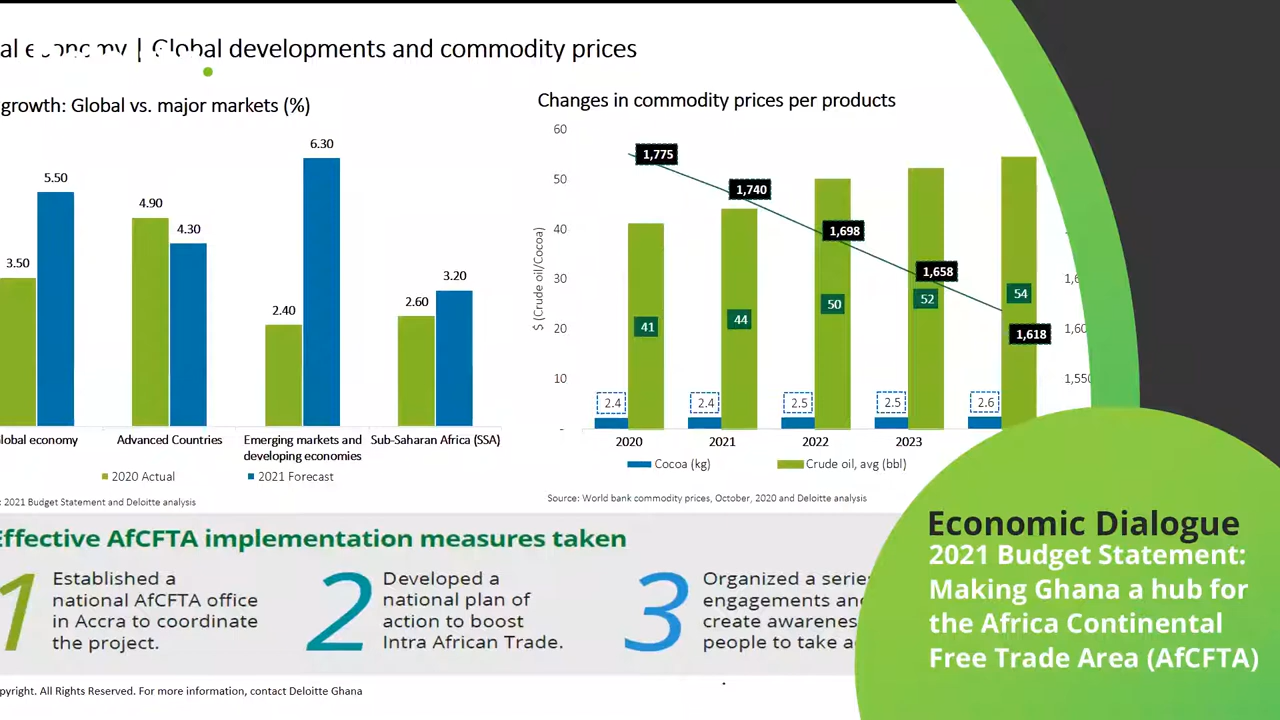 al economy | Global developments and commodity prices
growth: Global vs. major markets (%)
3.50
5.50
4.90
4.30
2.40
6.30
2.60
3.20
lobal economy
Advanced Countries
Emerging markets and
developing economies
Sub-Saharan Africa (SSA)
2020 Actual
2021 Forecast
: 2021 Budget Statement and Deloitte analysis
Changes in commodity prices per products
$ (Crude oil/Cocoa)
60
50
40
30
20
10
-
1,775
1,740
1,698
1,658
1,618
41
44
50
52
54
2.4
2.4
2.5
2.5
2.6
1,6
1,60
1,550
2020
2021
2022
2023
Cocoa (kg)
Crude oil, avg (bbl)
Source: World bank commodity prices, October, 2020 and Deloitte analysis
Effective AfCFTA implementation measures taken
1
Established a
national AfCFTA office
in Accra to coordinate
the project.
2
Developed a
national plan of
action to boost
Intra African Trade.
3
Organized a serie
engagements and
create awarenes
people to take a
pyright. All Rights Reserved. For more information, contact Deloitte Ghana
Economic Dialogue
2021 Budget Statement:
Making Ghana a hub for
the Africa Continental
Free Trade Area (AfCFTA)